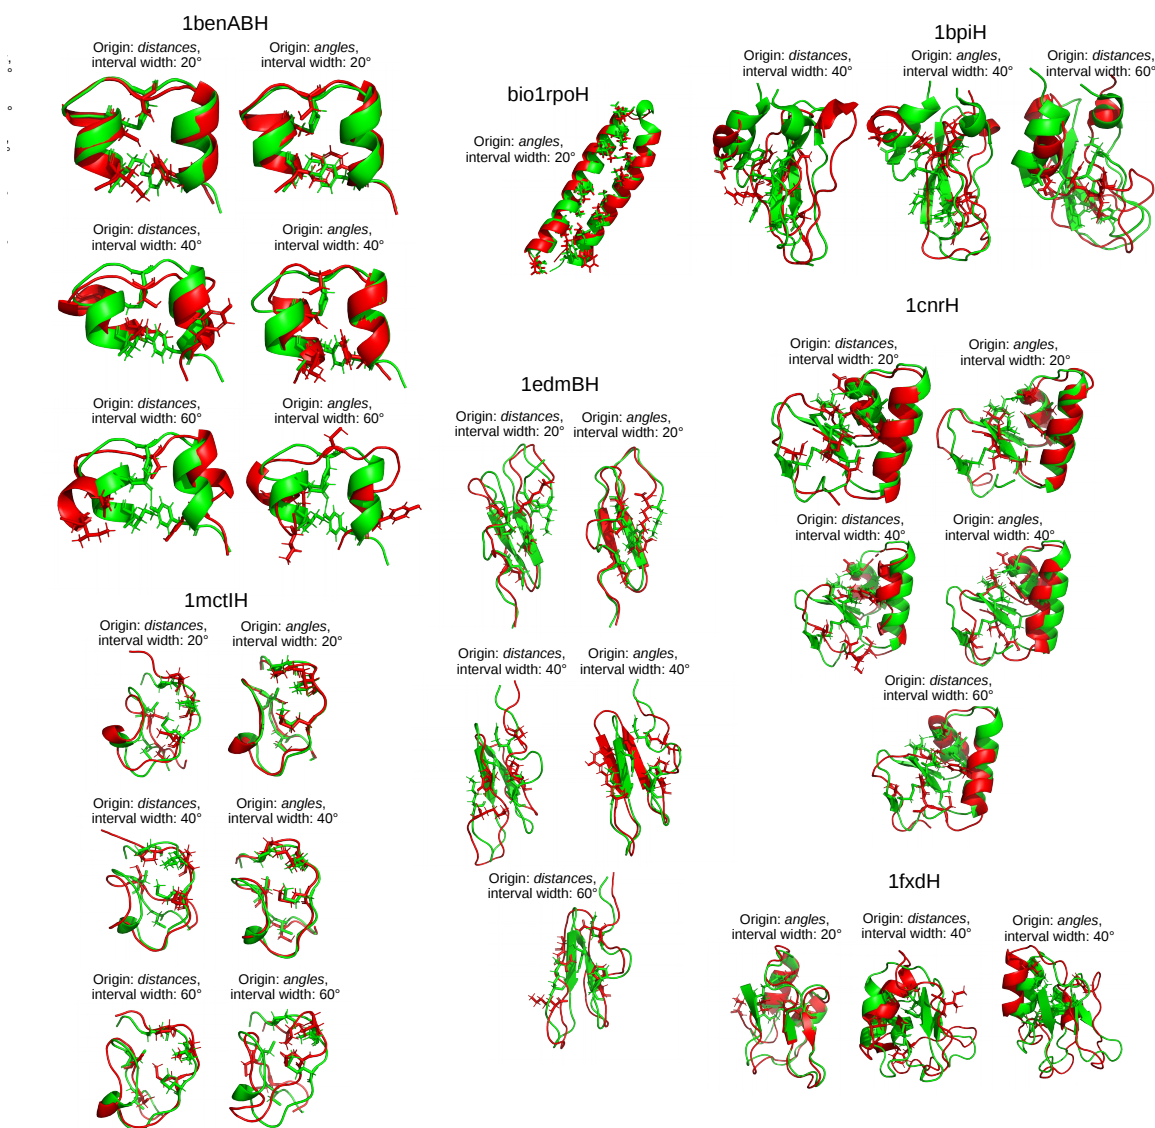 1benABH
Origin: distances,
interval width: 20°
Origin: angles,
interval width: 20°
Origin: distances,
interval width: 40°
Origin: angles,
interval width: 40°
Origin: distances,
interval width: 60°
Origin: angles,
interval width: 60°
1mctIH
Origin: distances,
interval width: 20°
Origin: angles,
interval width: 20°
Origin: distances,
interval width: 40°
Origin: angles,
interval width: 40°
Origin: distances,
interval width: 60°
Origin: angles,
interval width: 60°
bio1rpoH
Origin: angles,
interval width: 20°
1edmBH
Origin: distances,
interval width: 20°
Origin: angles,
interval width: 20°
Origin: distances,
interval width: 40°
Origin: angles,
interval width: 40°
Origin: distances,
interval width: 60°
1bpiH
Origin: distances,
interval width: 40°
Origin: angles,
interval width: 40°
Origin: distances,
interval width: 60°
1cnrH
Origin: distances,
interval width: 20°
Origin: angles,
interval width: 20°
Origin: distances,
interval width: 40°
Origin: angles,
interval width: 40°
Origin: distances,
interval width: 60°
1fxdH
Origin: angles,
interval width: 20°
Origin: distances,
interval width: 40°
Origin: angles,
interval width: 40°